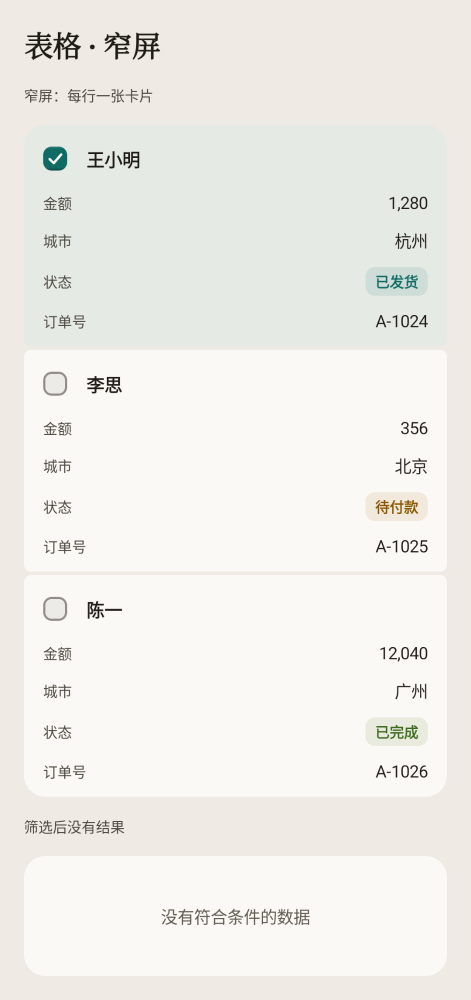 表格 · 窄屏
窄屏：每行一张卡片
王小明
金额 1,280
城市 杭州
状态 已发货
订单号 A-1024
李思
金额 356
城市 北京
状态 待付款
订单号 A-1025
陈一
金额 12,040
城市 广州
状态 已完成
订单号 A-1026
筛选后没有结果
没有符合条件的数据